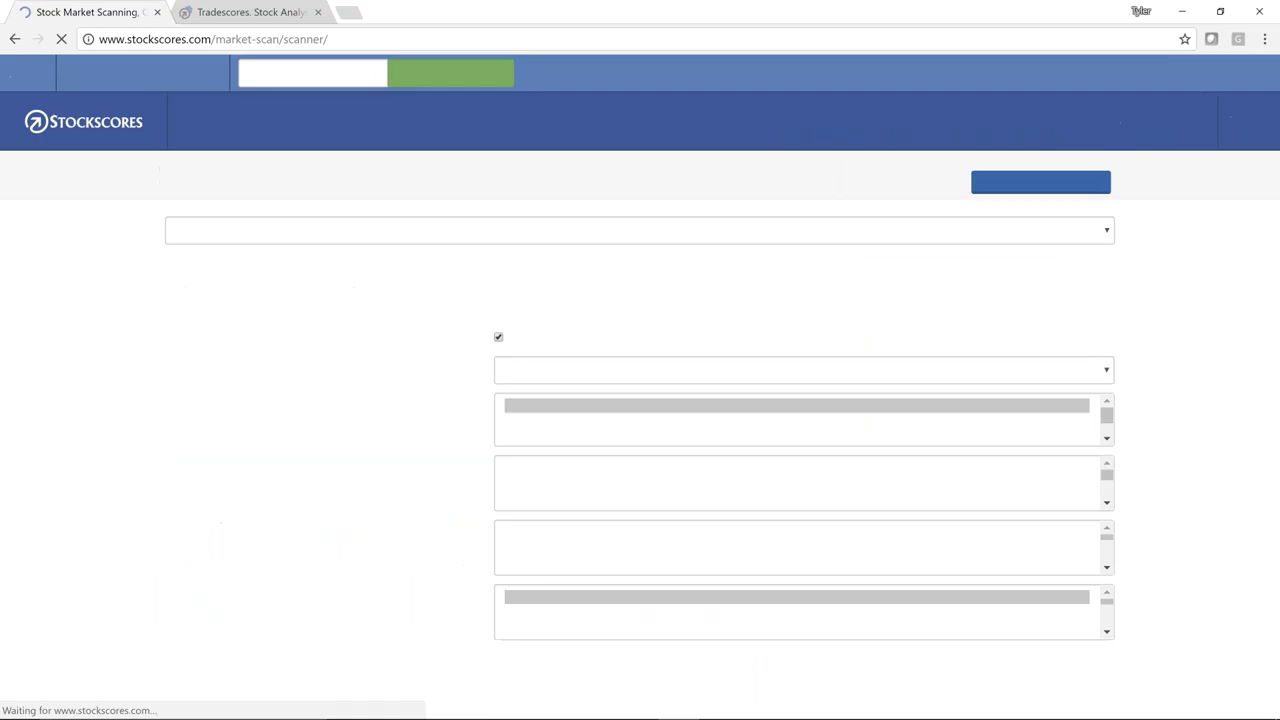 Stock Market Scanning, C
Tradescores. Stock Analy
Tyler
www.stockscores.com/market-scan/scanner/
STOCKSCORES
Waiting for www.stockscores.com...